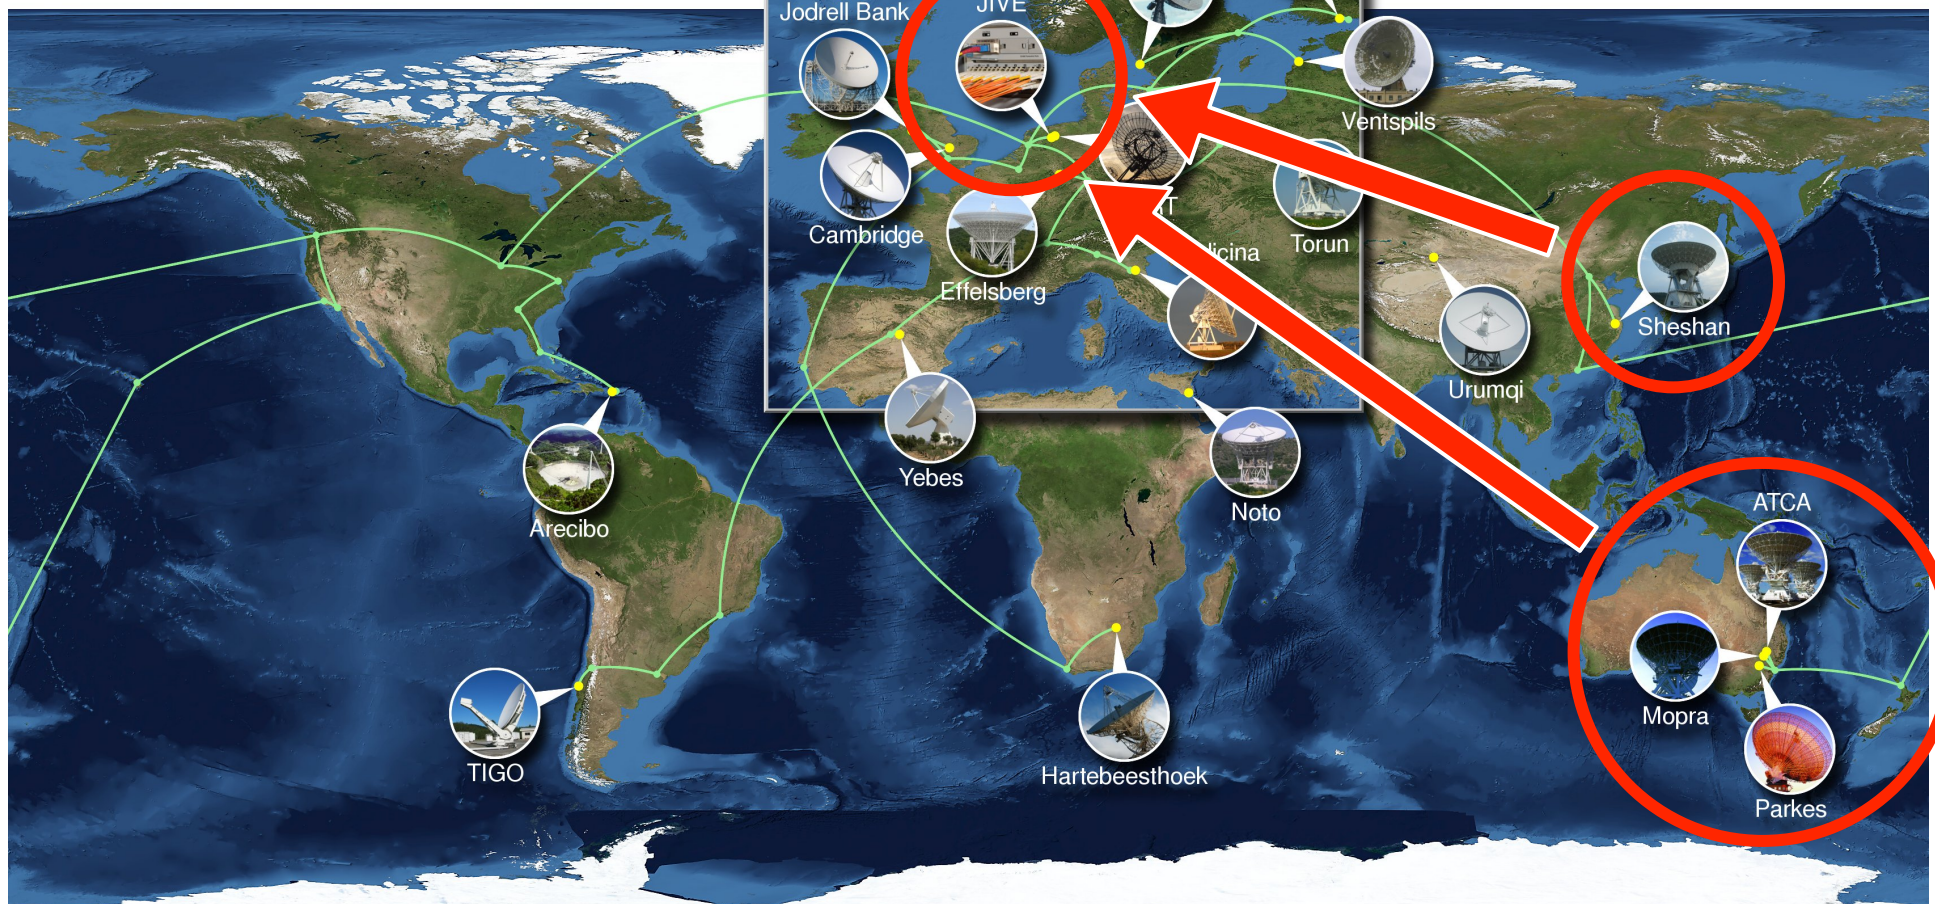 Jodrell Bank
JIVE
Ventspils
Cambridge
Torun
Effelsberg
Sheshan
Urumqi
Yebes
Noto
Arecibo
ATCA
Mopra
TIGO
Hartebeesthoek
Parkes